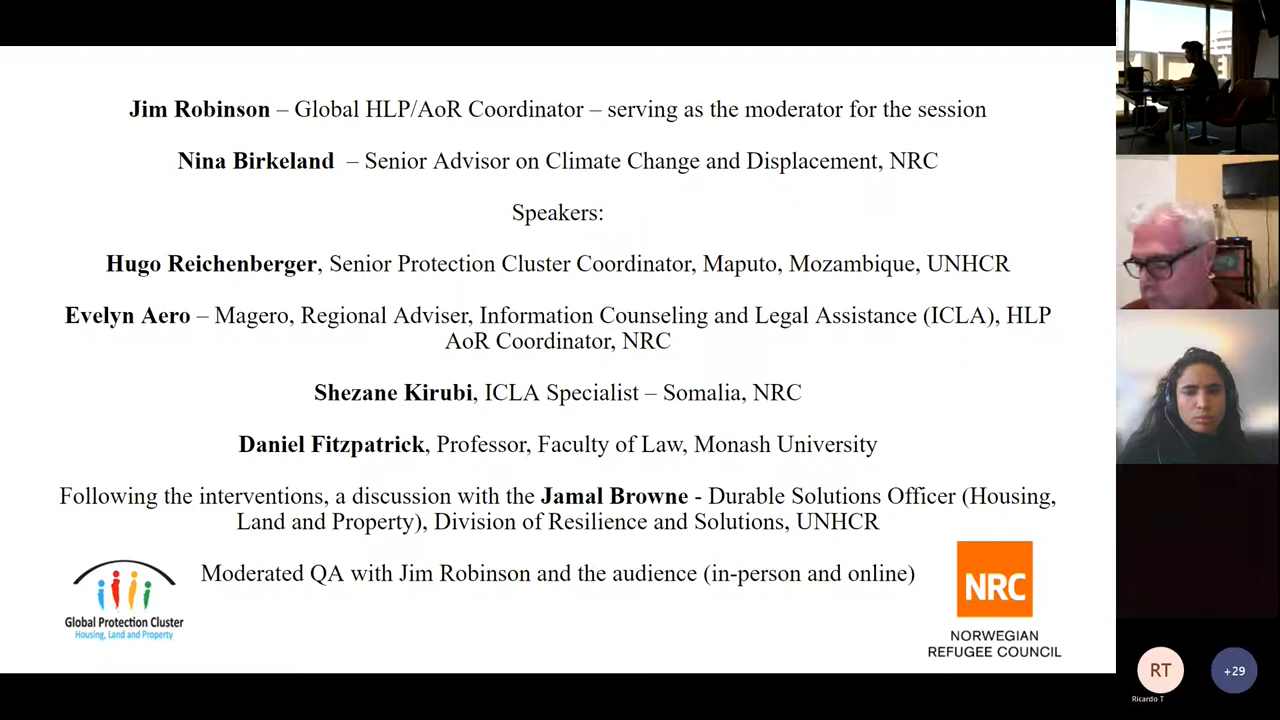 Jim Robinson – Global HLP/AoR Coordinator – serving as the moderator for the session
Nina Birkeland – Senior Advisor on Climate Change and Displacement, NRC
Speakers:
Hugo Reichenberger, Senior Protection Cluster Coordinator, Maputo, Mozambique, UNHCR
Evelyn Aero – Magero, Regional Adviser, Information Counseling and Legal Assistance (ICLA), HLP
AoR Coordinator, NRC
Shezane Kirubi, ICLA Specialist – Somalia, NRC
Daniel Fitzpatrick, Professor, Faculty of Law, Monash University
Following the interventions, a discussion with the Jamal Browne - Durable Solutions Officer (Housing,
Land and Property), Division of Resilience and Solutions, UNHCR
Moderated QA with Jim Robinson and the audience (in-person and online)
Global Protection Cluster
Housing, Land and Property
NRC
NORWEGIAN
REFUGEE COUNCIL
RT
+29
Ricardo T